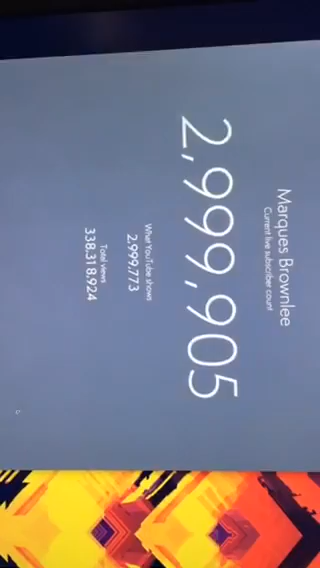 Marques Brownlee
Current live subscriber count
2,999,905
What YouTube shows
2.999.773
Total views
338.318.924